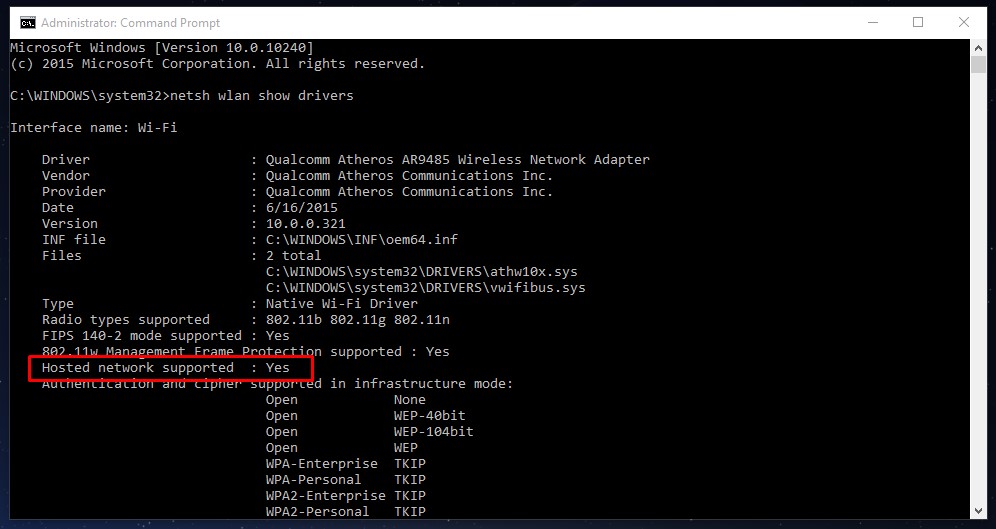 Administrator: Command Prompt
Microsoft Windows [Version 10.0.10240]
(c) 2015 Microsoft Corporation. All rights reserved.
C:\WINDOWS\system32>netsh wlan show drivers
Interface name: Wi-Fi
Driver : Qualcomm Atheros AR9485 Wireless Network Adapter
Vendor : Qualcomm Atheros Communications Inc.
Provider : Qualcomm Atheros Communications Inc.
Date : 6/16/2015
Version : 10.0.0.321
INF file : C:\WINDOWS\INF\oem64.inf
Files : 2 total
C:\WINDOWS\system32\DRIVERS\athw10x.sys
C:\WINDOWS\system32\DRIVERS\vwifibus.sys
Type : Native Wi-Fi Driver
Radio types supported : 802.11b 802.11g 802.11n
FIPS 140-2 mode supported : Yes
802.11w Management Frame Protection supported : Yes
Hosted network supported : Yes
Authentication and cipher supported in infrastructure mode:
Open None
Open WEP-40bit
Open WEP-104bit
Open WEP
WPA-Enterprise TKIP
WPA-Personal TKIP
WPA2-Enterprise TKIP
WPA2-Personal TKIP